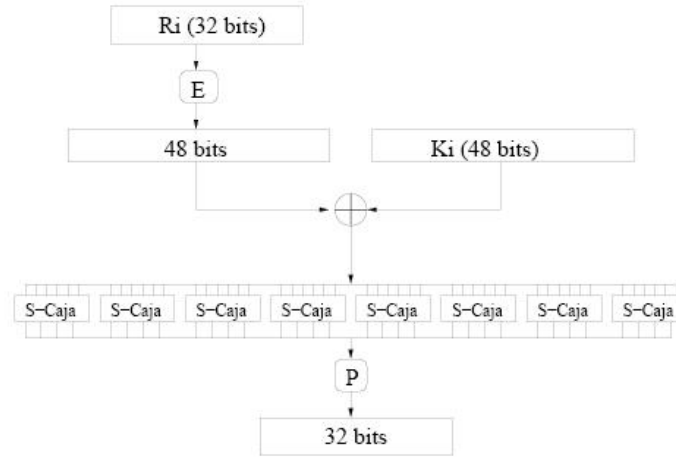 Ri (32 bits)
E
48 bits
Ki (48 bits)
S-Caja S-Caja S-Caja S-Caja S-Caja S-Caja S-Caja S-Caja
P
32 bits